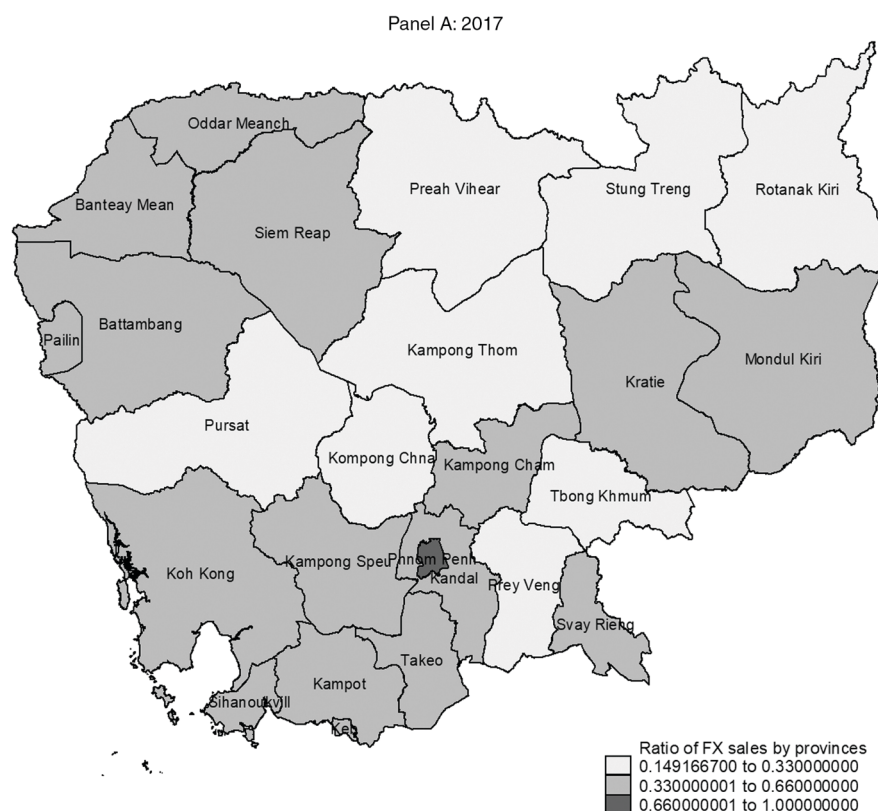 Panel A: 2017
Oddar Meanch
Banteay Mean
Preah Vihear
Stung Treng
Rotanak Kiri
Siem Reap
Battambang
Pailin
Kampong Thom
Mondul Kiri
Kratie
Pursat
Kompong Chna
Kampong Cham
Tbong Khmum
Koh Kong
Kampong Speu
Phnom Penh
Kandal
Prey Veng
Svay Rieng
Takeo
Kampot
Sihanoukvill
Kep
Ratio of FX sales by provinces
0.149166700 to 0.330000000
0.330000001 to 0.660000000
0.660000001 to 1.000000000